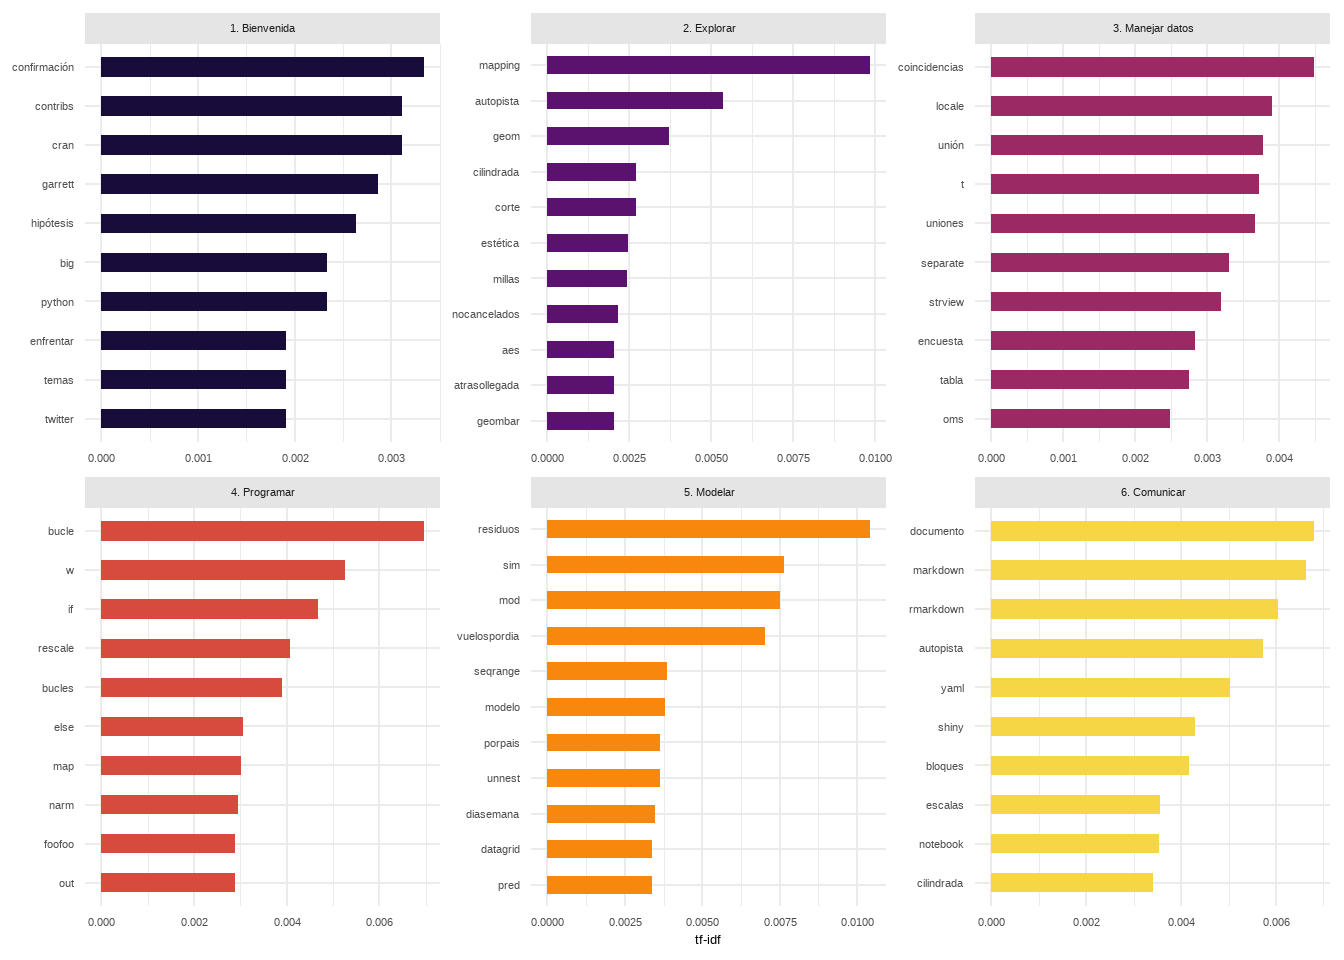 1. Bienvenida
confirmación
contribs
cran
garrett
hipótesis
big
python
enfrentar
temas
twitter
0.000 0.001 0.002 0.003
2. Explorar
mapping
autopista
geom
cilindrada
corte
estética
millas
nocancelados
aes
atrasollegada
geombar
0.0000 0.0025 0.0050 0.0075 0.0100
3. Manejar datos
coincidencias
locale
unión
t
uniones
separate
strview
encuesta
tabla
oms
0.000 0.001 0.002 0.003 0.004
4. Programar
bucle
w
if
rescale
bucles
else
map
narm
foofoo
out
0.000 0.002 0.004 0.006
5. Modelar
residuos
sim
mod
vuelospordia
seqrange
modelo
porpais
unnest
diasemana
datagrid
pred
0.0000 0.0025 0.0050 0.0075 0.0100
6. Comunicar
documento
markdown
rmarkdown
autopista
yaml
shiny
bloques
escalas
notebook
cilindrada
0.000 0.002 0.004 0.006
tf-idf